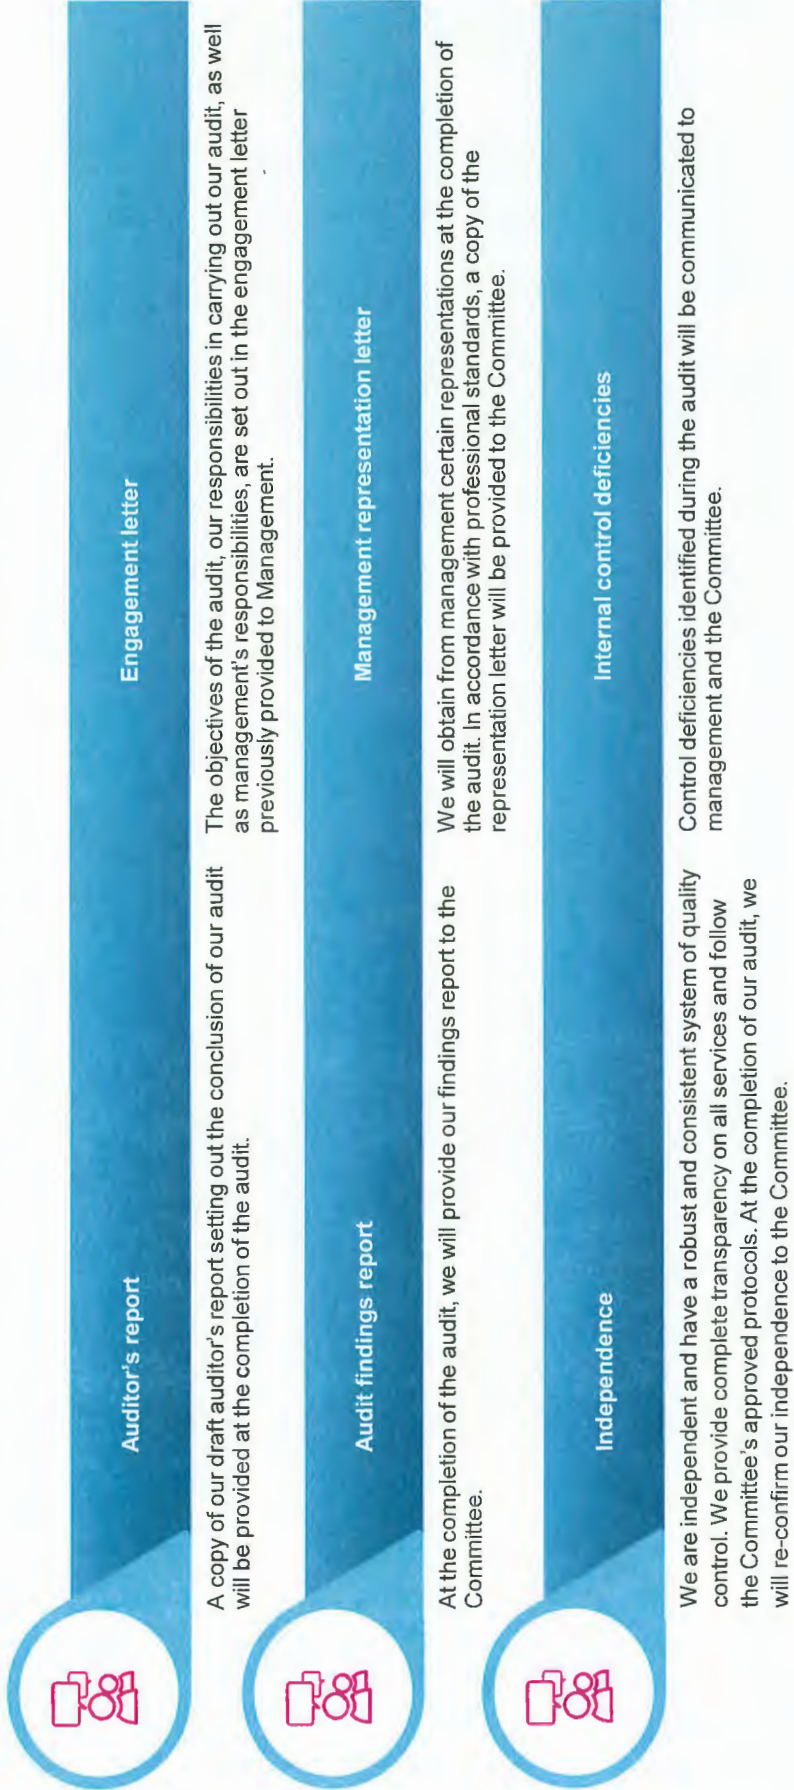 Auditor's report
Engagement letter
A copy of our draft auditor's report setting out the conclusion of our audit
will be provided at the completion of the audit.
The objectives of the audit, our responsibilities in carrying out our audit, as well
as management's responsibilities, are set out in the engagement letter
previously provided to Management.
Audit findings report
Management representation letter
At the completion of the audit, we will provide our findings report to the
Committee.
We will obtain from management certain representations at the completion of
the audit. In accordance with professional standards, a copy of the
representation letter will be provided to the Committee.
Independence
Internal control deficiencies
We are independent and have a robust and consistent system of quality
control. We provide complete transparency on all services and follow
the Committee's approved protocols. At the completion of our audit, we
will re-confirm our independence to the Committee.
Control deficiencies identified during the audit will be communicated to
management and the Committee.